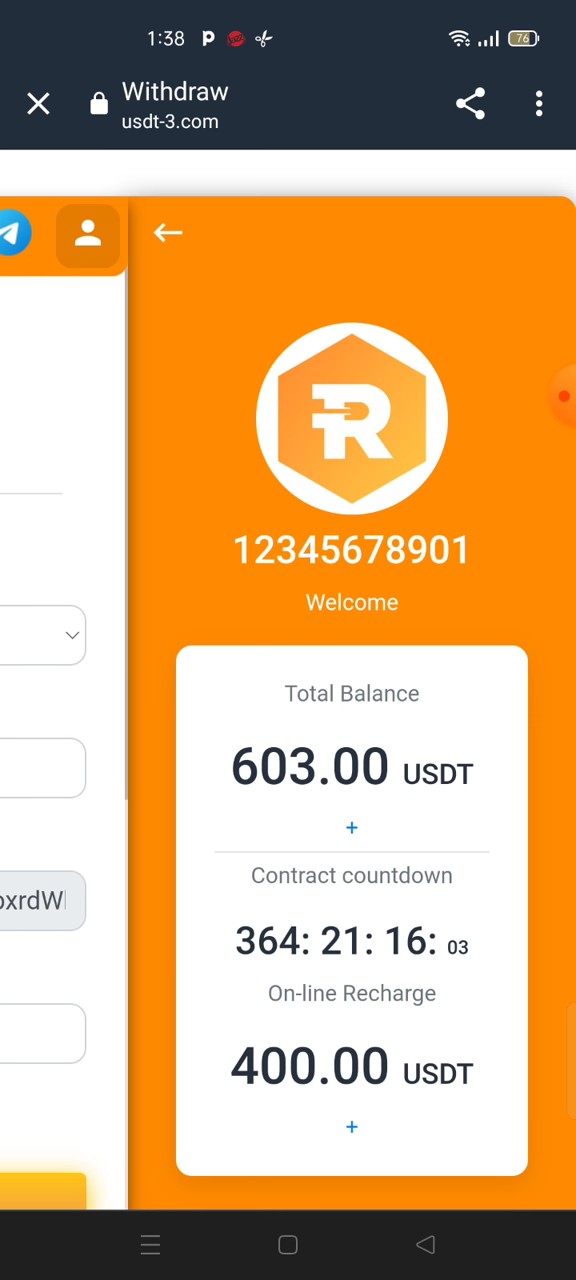 1:38
76
Withdraw
usdt-3.com
R
12345678901
Welcome
Total Balance
603.00 USDT
+
Contract countdown
oxrdW
364: 21: 16: 03
On-line Recharge
400.00 USDT
+